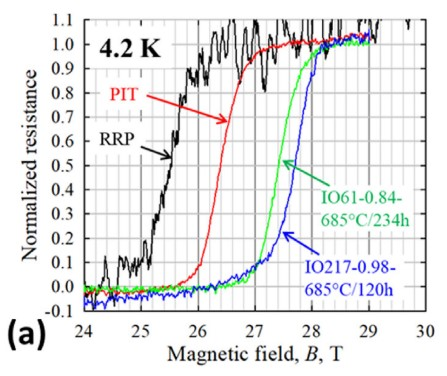 1.1
1.0
0.9
0.8
0.7
0.6
0.5
0.4
0.3
0.2
0.1
0.0
-0.1
Normalized resistance
4.2 K
PIT
RRP
IO61-0.84-
685°C/234h
IO217-0.98-
685°C/120h
24 25 26 27 28 29 30
(a)
Magnetic field, B, T